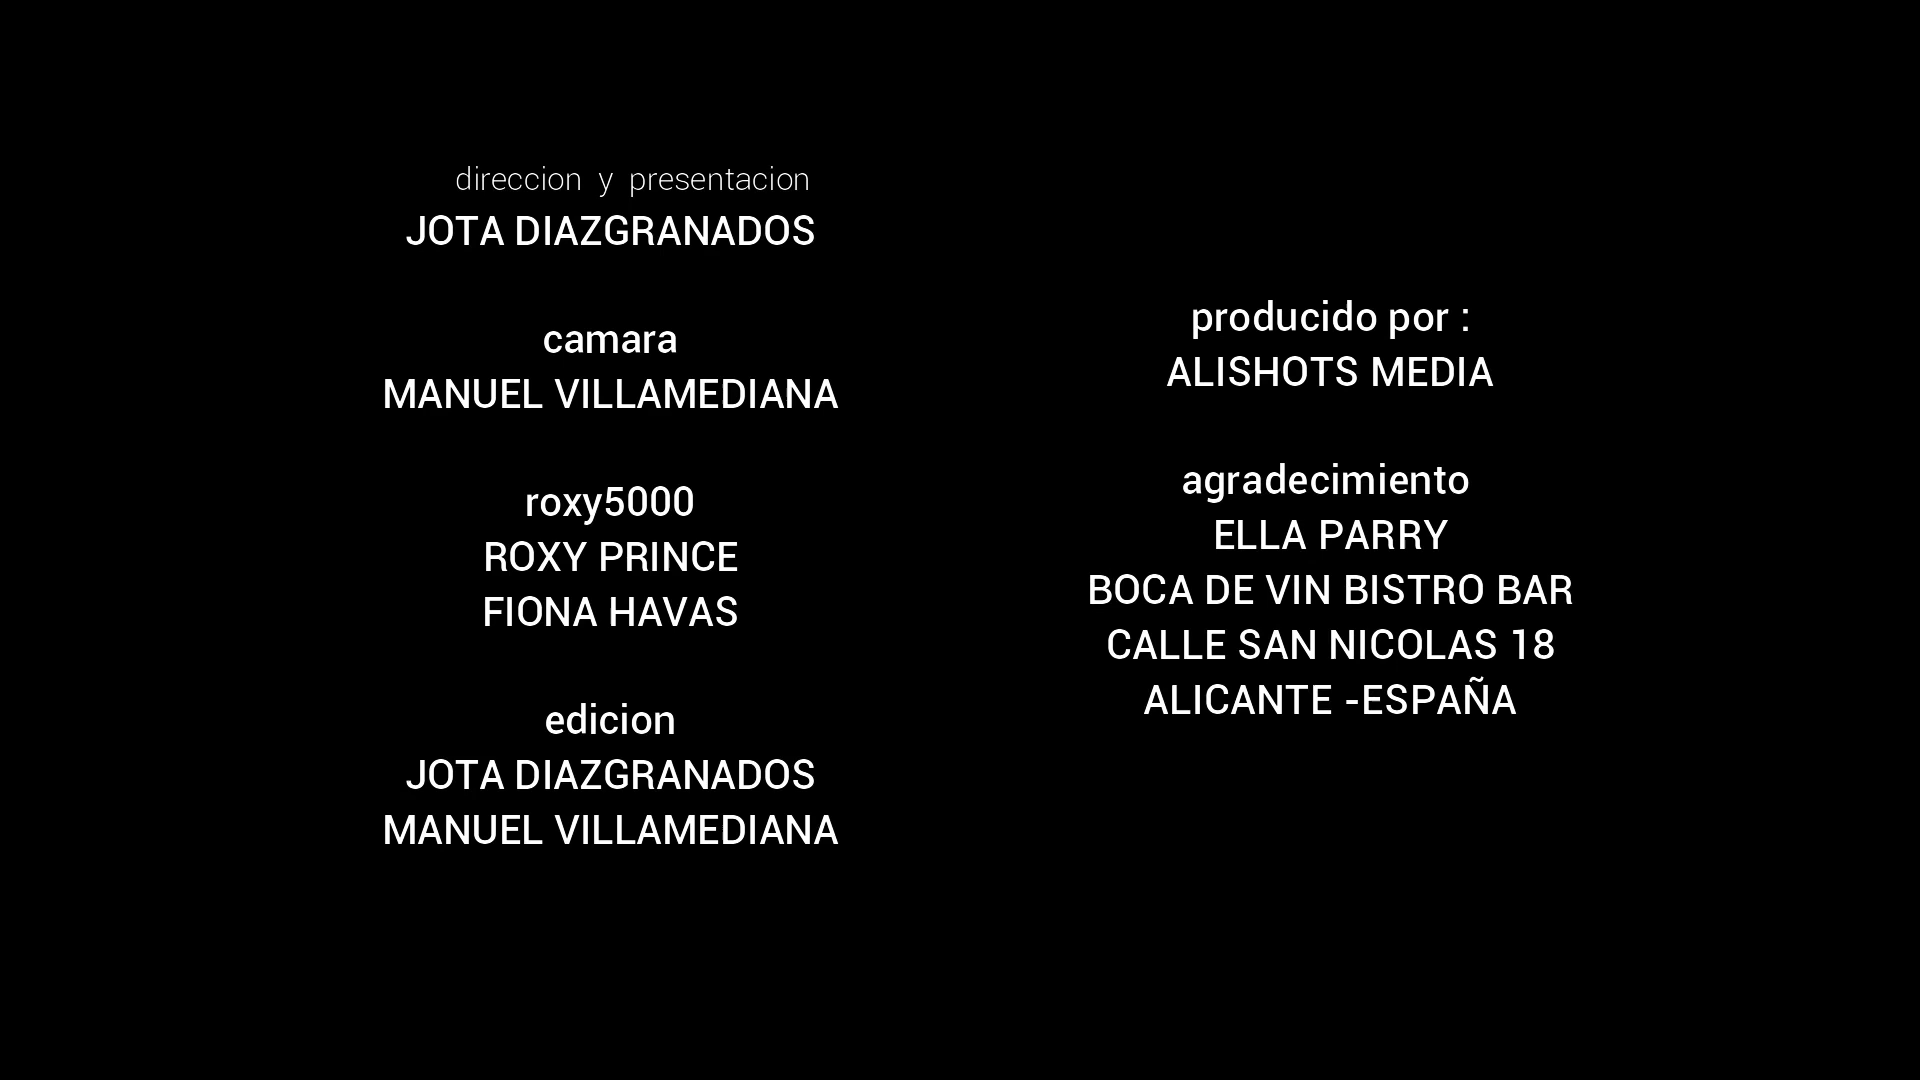 direccion y presentacion
JOTA DIAZGRANADOS
camara
MANUEL VILLAMEDIANA
roxy5000
ROXY PRINCE
FIONA HAVAS
edicion
JOTA DIAZGRANADOS
MANUEL VILLAMEDIANA
producido por :
ALISHOTS MEDIA
agradecimiento
ELLA PARRY
BOCA DE VIN BISTRO BAR
CALLE SAN NICOLAS 18
ALICANTE -ESPAÑA